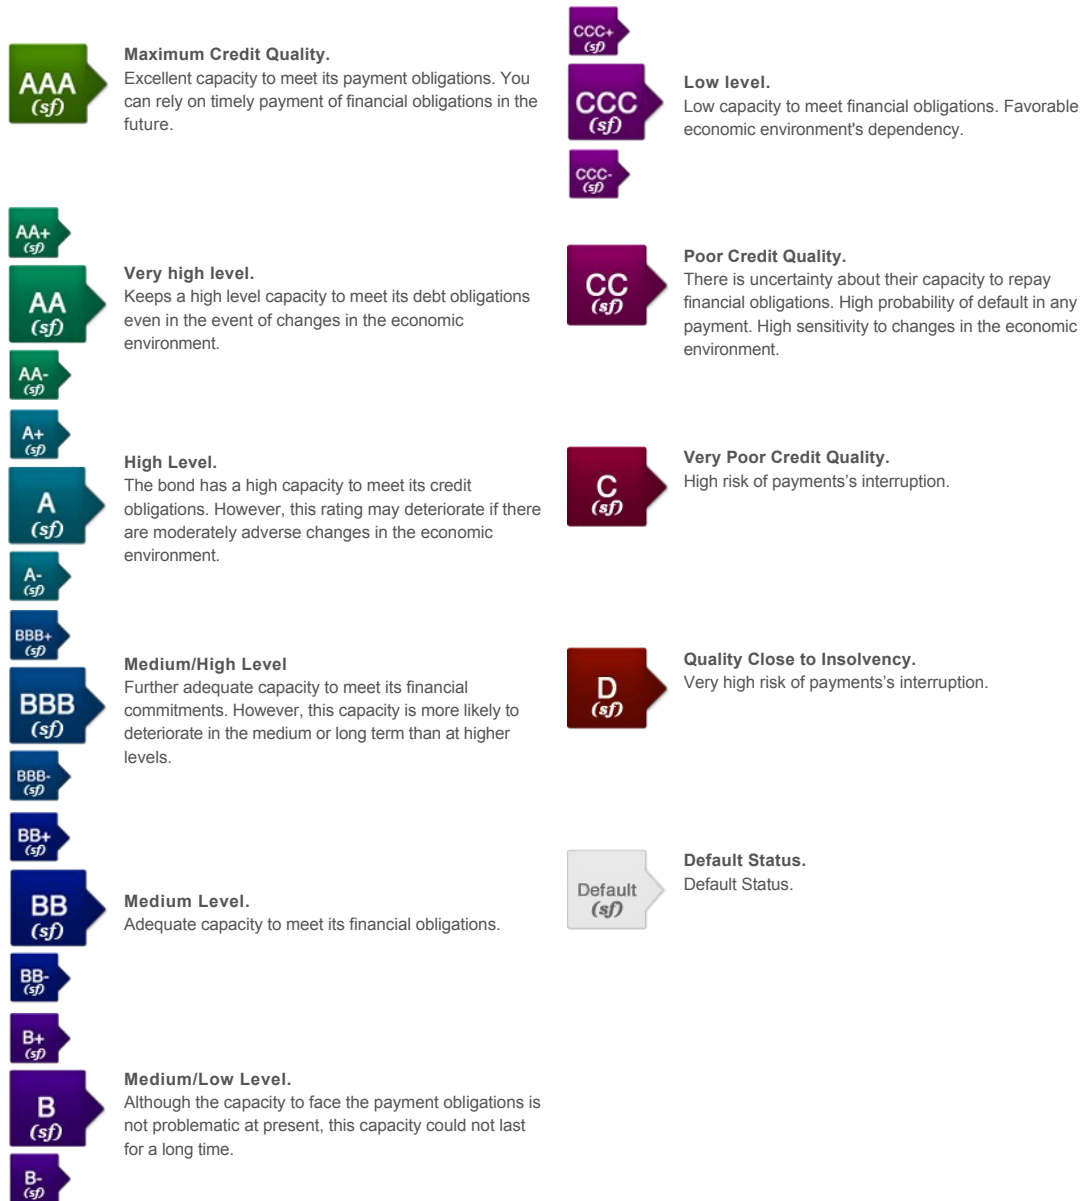 AAA
(sf)
Maximum Credit Quality.
Excellent capacity to meet its payment obligations. You
can rely on timely payment of financial obligations in the
future.
AA+
(sf)
AA
(sf)
AA-
(sf)
Very high level.
Keeps a high level capacity to meet its debt obligations
even in the event of changes in the economic
environment.
A+
(sf)
A
(sf)
A-
(sf)
High Level.
The bond has a high capacity to meet its credit
obligations. However, this rating may deteriorate if there
are moderately adverse changes in the economic
environment.
BBB+
(sf)
BBB
(sf)
BBB-
(sf)
Medium/High Level
Further adequate capacity to meet its financial
commitments. However, this capacity is more likely to
deteriorate in the medium or long term than at higher
levels.
BB+
(sf)
BB
(sf)
BB-
(sf)
Medium Level.
Adequate capacity to meet its financial obligations.
B+
(sf)
B
(sf)
B-
(sf)
Medium/Low Level.
Although the capacity to face the payment obligations is
not problematic at present, this capacity could not last
for a long time.
CCC+
(sf)
CCC
(sf)
CCC-
(sf)
Low level.
Low capacity to meet financial obligations. Favorable
economic environment's dependency.
CC
(sf)
Poor Credit Quality.
There is uncertainty about their capacity to repay
financial obligations. High probability of default in any
payment. High sensitivity to changes in the economic
environment.
C
(sf)
Very Poor Credit Quality.
High risk of payments's interruption.
D
(sf)
Quality Close to Insolvency.
Very high risk of payments's interruption.
Default
(sf)
Default Status.
Default Status.